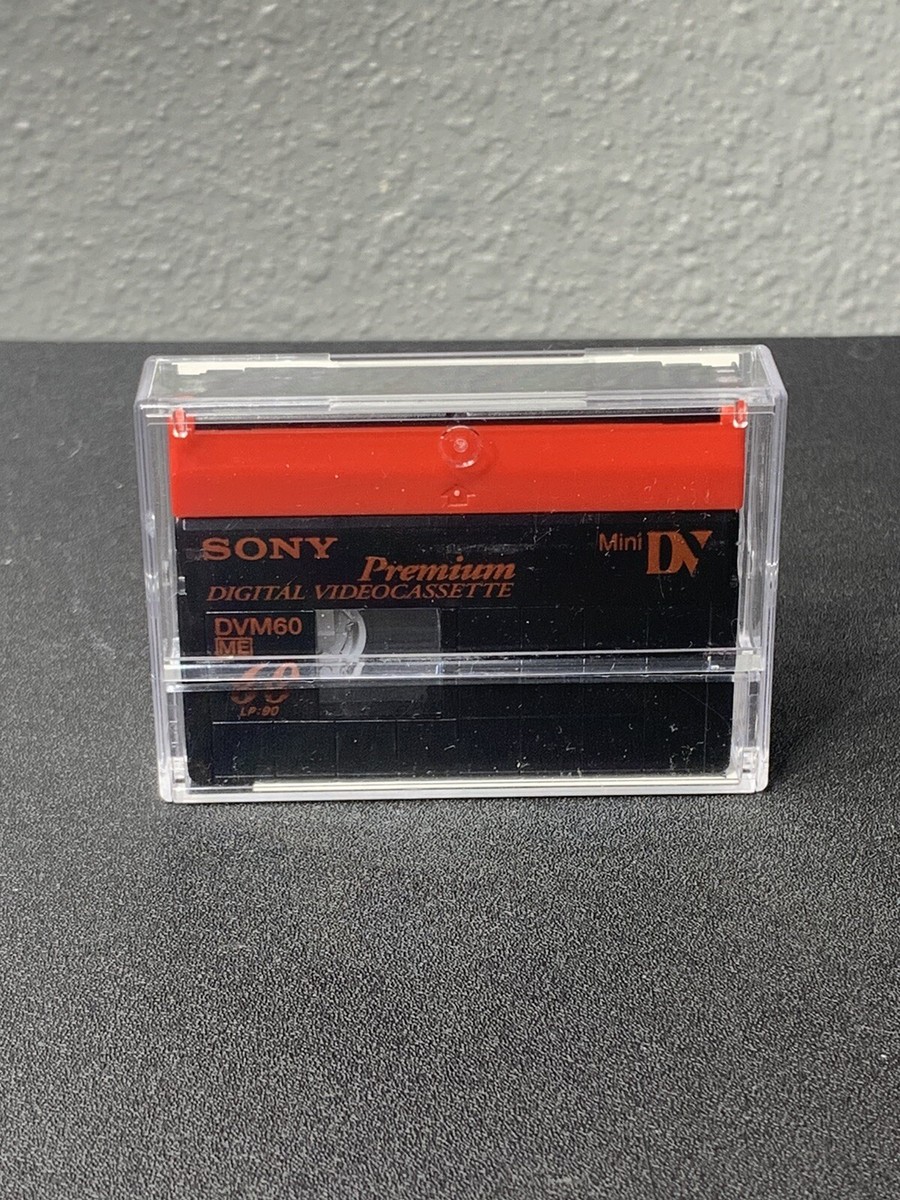 SONY
Premium
Mini DV
DIGITAL VIDEOCASSETTE
DVM60
ME
60
LP:90